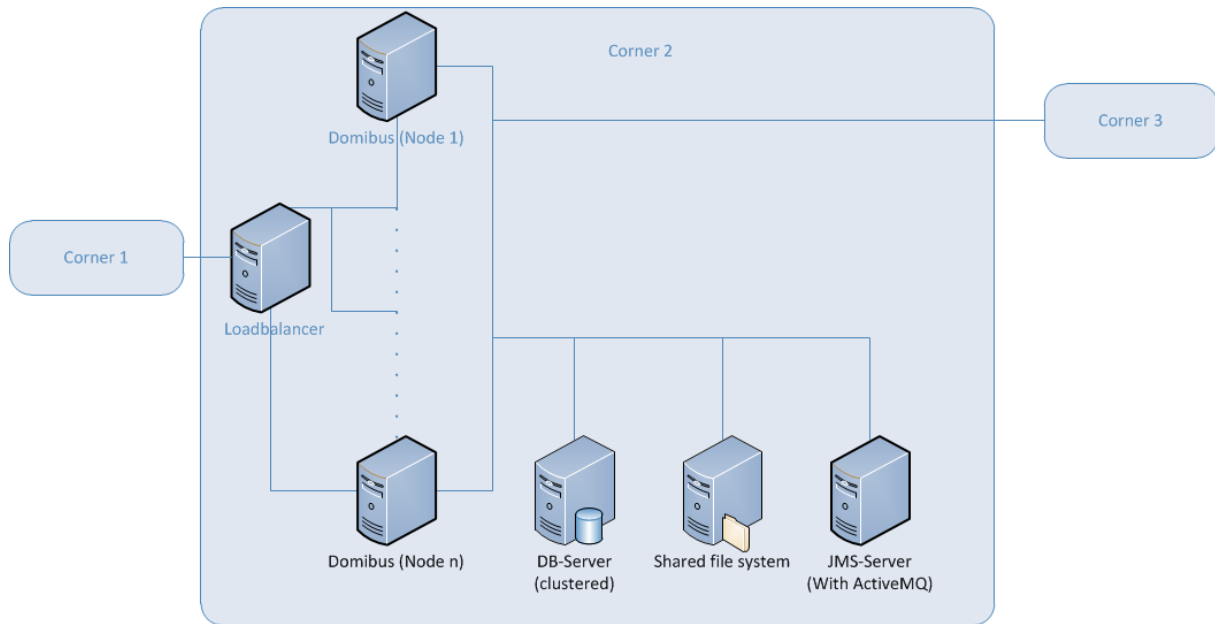 Corner 2
Domibus (Node 1)
Corner 3
Corner 1
Loadbalancer
Domibus (Node n)
DB-Server
(clustered)
Shared file system
JMS-Server
(With ActiveMQ)